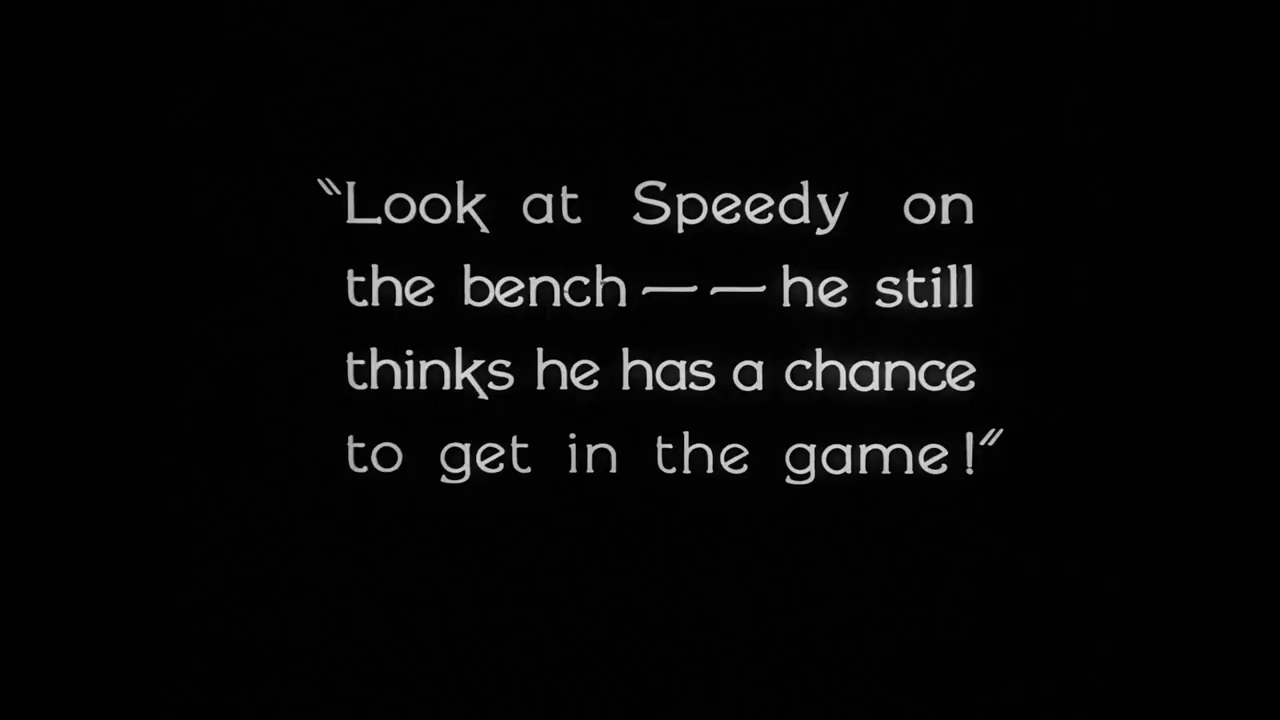 “Look at Speedy on
the bench — — he still
thinks he has a chance
to get in the game!”